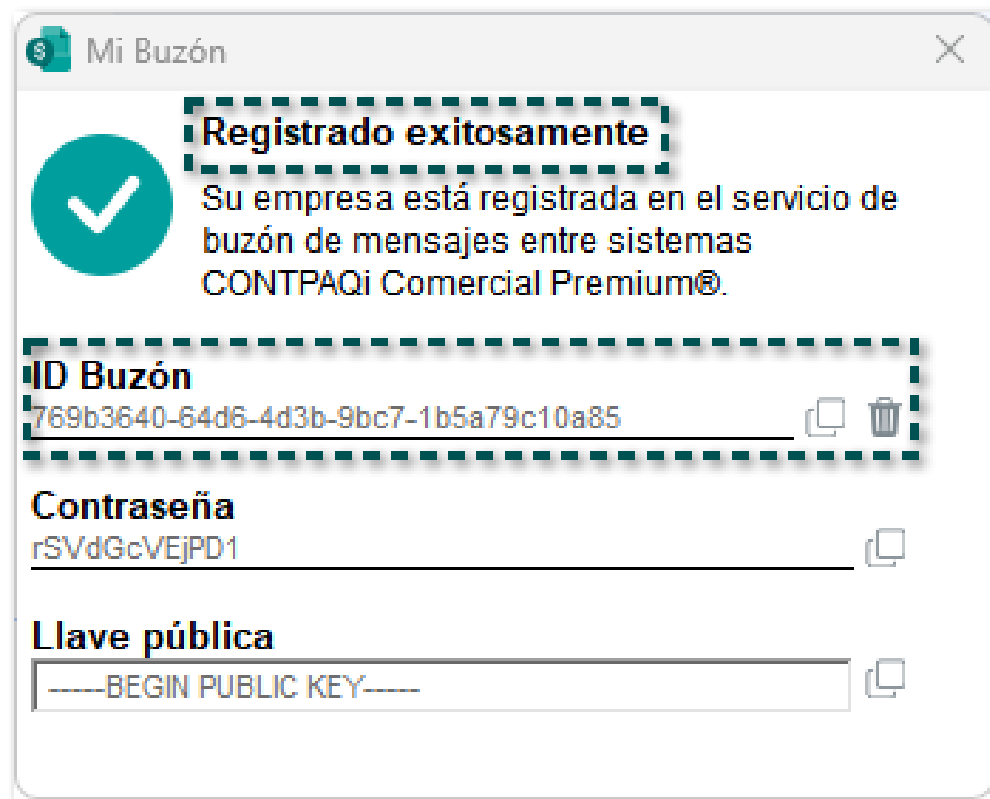 Mi Buzón
Registrado exitosamente
Su empresa está registrada en el servicio de
buzón de mensajes entre sistemas
CONTPAQi Comercial Premium®.
ID Buzón
769b3640-64d6-4d3b-9bc7-1b5a79c10a85
Contraseña
rSVdGcVEjPD1
Llave pública
-----BEGIN PUBLIC KEY-----